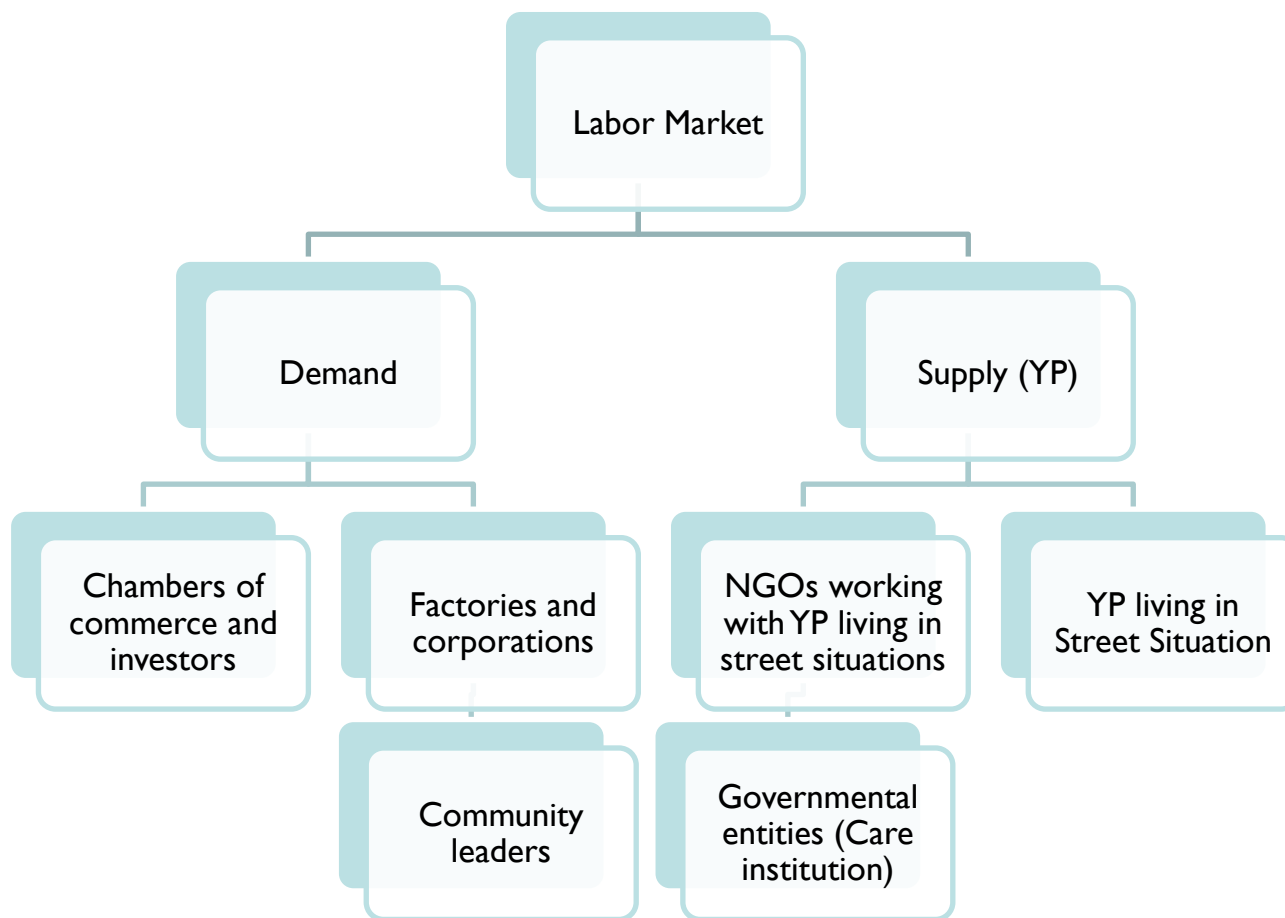 Labor Market
Demand
Supply (YP)
Chambers of
commerce and
investors
Factories and
corporations
NGOs working
with YP living in
street situations
YP living in
Street Situation
Community
leaders
Governmental
entities (Care
institution)